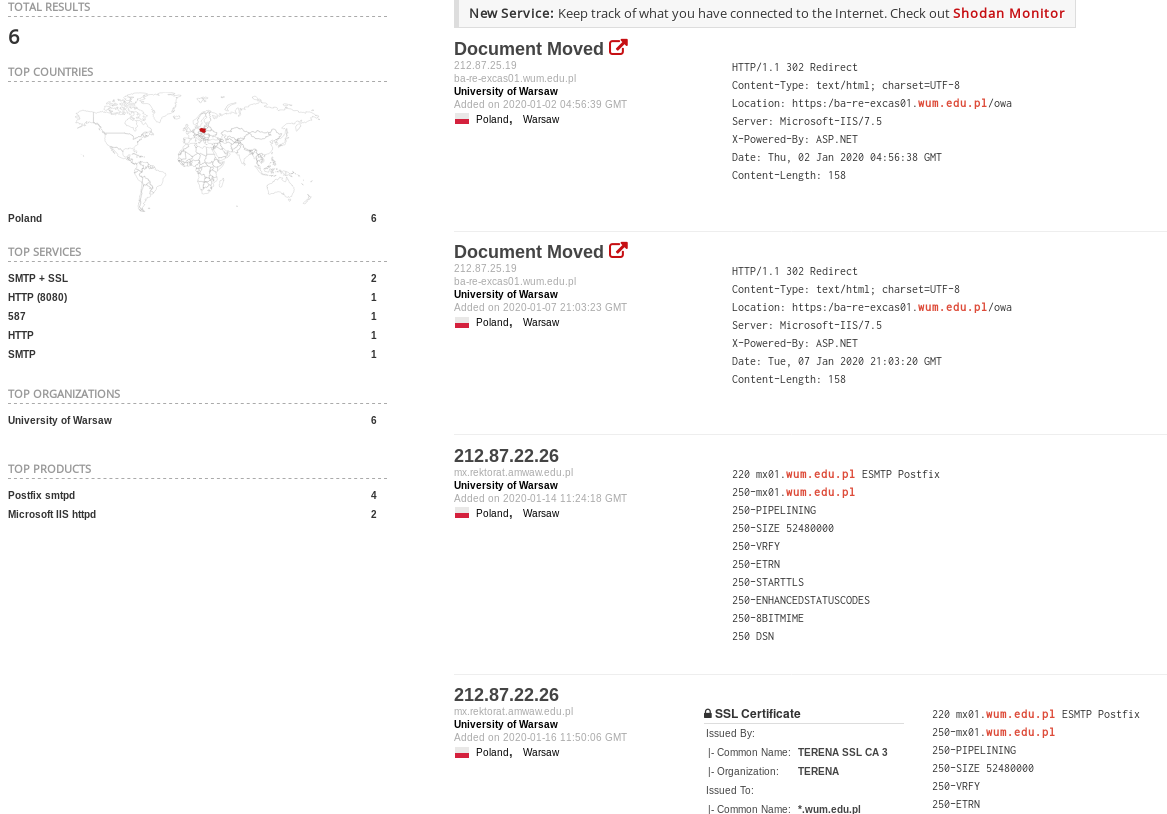 TOTAL RESULTS
6
TOP COUNTRIES
Poland 6
TOP SERVICES
SMTP + SSL 2
HTTP (8080) 1
587 1
HTTP 1
SMTP 1
TOP ORGANIZATIONS
University of Warsaw 6
TOP PRODUCTS
Postfix smtpd 4
Microsoft IIS httpd 2
New Service: Keep track of what you have connected to the Internet. Check out Shodan Monitor
Document Moved
212.87.25.19
ba-re-excas01.wum.edu.pl
University of Warsaw
Added on 2020-01-02 04:56:39 GMT
Poland, Warsaw
HTTP/1.1 302 Redirect
Content-Type: text/html; charset=UTF-8
Location: https:/ba-re-excas01.wum.edu.pl/owa
Server: Microsoft-IIS/7.5
X-Powered-By: ASP.NET
Date: Thu, 02 Jan 2020 04:56:38 GMT
Content-Length: 158
Document Moved
212.87.25.19
ba-re-excas01.wum.edu.pl
University of Warsaw
Added on 2020-01-07 21:03:23 GMT
Poland, Warsaw
HTTP/1.1 302 Redirect
Content-Type: text/html; charset=UTF-8
Location: https:/ba-re-excas01.wum.edu.pl/owa
Server: Microsoft-IIS/7.5
X-Powered-By: ASP.NET
Date: Tue, 07 Jan 2020 21:03:20 GMT
Content-Length: 158
212.87.22.26
mx.rektorat.amwaw.edu.pl
University of Warsaw
Added on 2020-01-14 11:24:18 GMT
Poland, Warsaw
220 mx01.wum.edu.pl ESMTP Postfix
250-mx01.wum.edu.pl
250-PIPELINING
250-SIZE 52480000
250-VRFY
250-ETRN
250-STARTTLS
250-ENHANCEDSTATUSCODES
250-8BITMIME
250 DSN
212.87.22.26
mx.rektorat.amwaw.edu.pl
University of Warsaw
Added on 2020-01-16 11:50:06 GMT
Poland, Warsaw
SSL Certificate
Issued By:
|- Common Name: TERENA SSL CA 3
|- Organization: TERENA
Issued To:
|- Common Name: *.wum.edu.pl
220 mx01.wum.edu.pl ESMTP Postfix
250-mx01.wum.edu.pl
250-PIPELINING
250-SIZE 52480000
250-VRFY
250-ETRN